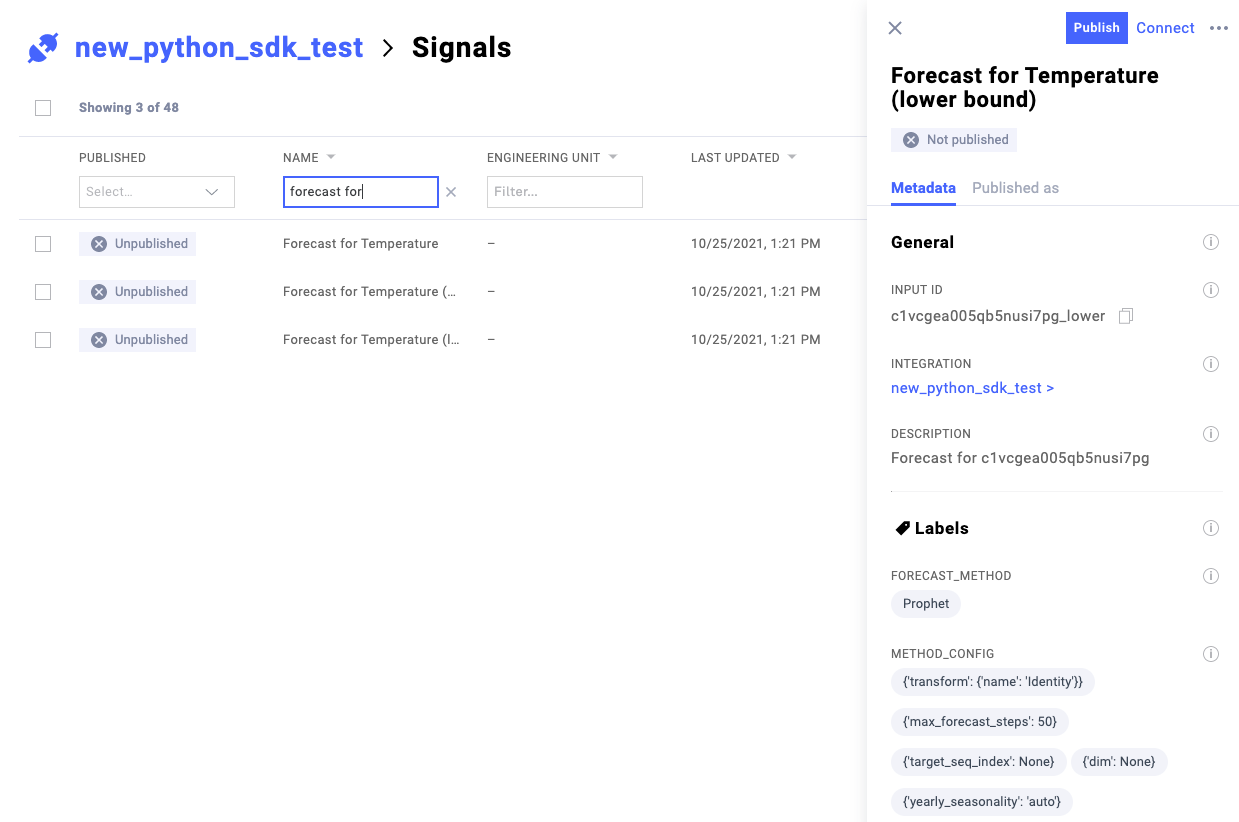 new_python_sdk_test > Signals
Showing 3 of 48
PUBLISHED NAME ENGINEERING UNIT LAST UPDATED
Select... forecast for Filter...
Unpublished Forecast for Temperature – 10/25/2021, 1:21 PM
Unpublished Forecast for Temperature (... – 10/25/2021, 1:21 PM
Unpublished Forecast for Temperature (l... – 10/25/2021, 1:21 PM
Publish Connect
Forecast for Temperature
(lower bound)
Not published
Metadata Published as
General
INPUT ID
c1vcgea005qb5nusi7pg_lower
INTEGRATION
new_python_sdk_test >
DESCRIPTION
Forecast for c1vcgea005qb5nusi7pg
Labels
FORECAST_METHOD
Prophet
METHOD_CONFIG
{'transform': {'name': 'Identity'}}
{'max_forecast_steps': 50}
{'target_seq_index': None} {'dim': None}
{'yearly_seasonality': 'auto'}